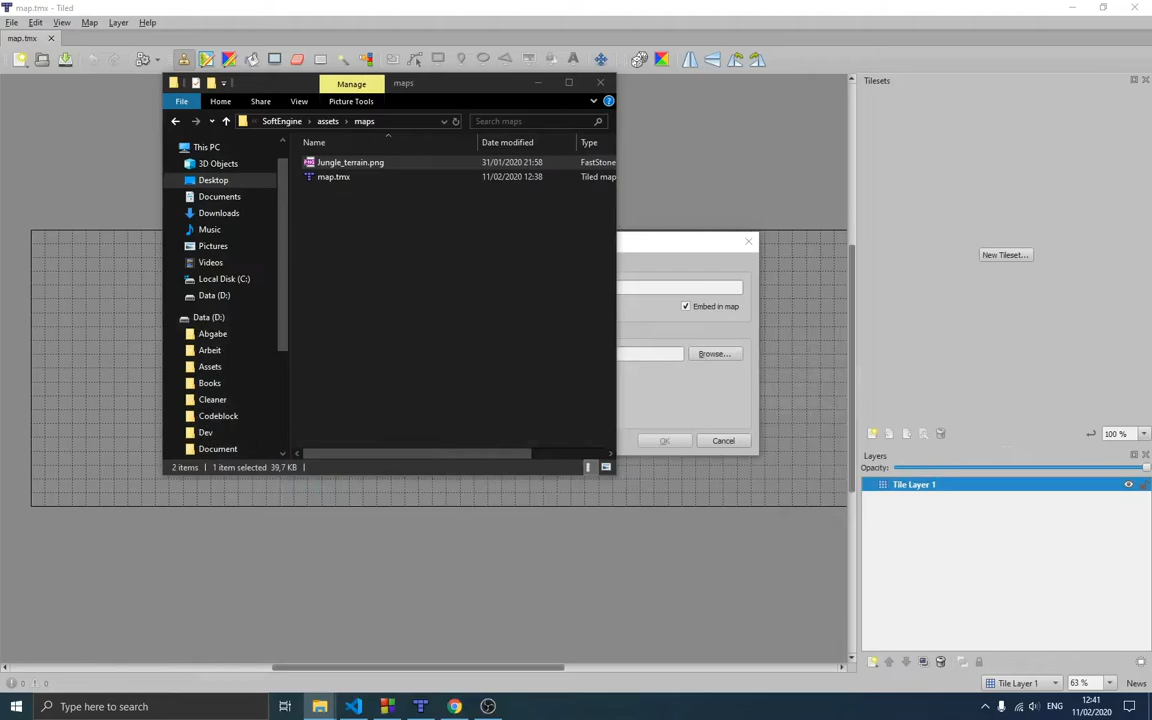 map.tmx - Tiled
File Edit View Map Layer Help
map.tmx
Tilesets
Manage maps
File Home Share View Picture Tools
SoftEngine assets maps Search maps
This PC Name Date modified Type
3D Objects Jungle_terrain.png 31/01/2020 21:58 FastStone
Desktop map.tmx 11/02/2020 12:38 Tiled map
Documents
Downloads
Music
Pictures
Videos
Local Disk (C:)
Data (D:)
Data (D:)
Abgabe
Arbeit
Assets
Books
Cleaner
Codeblock
Dev
Document
2 items 1 item selected 39,7 KB
Embed in map
Browse...
OK Cancel
New Tileset...
100 %
Layers
Opacity:
Tile Layer 1
0 0 Tile Layer 1 63 % News
Type here to search ENG 12:41
11/02/2020